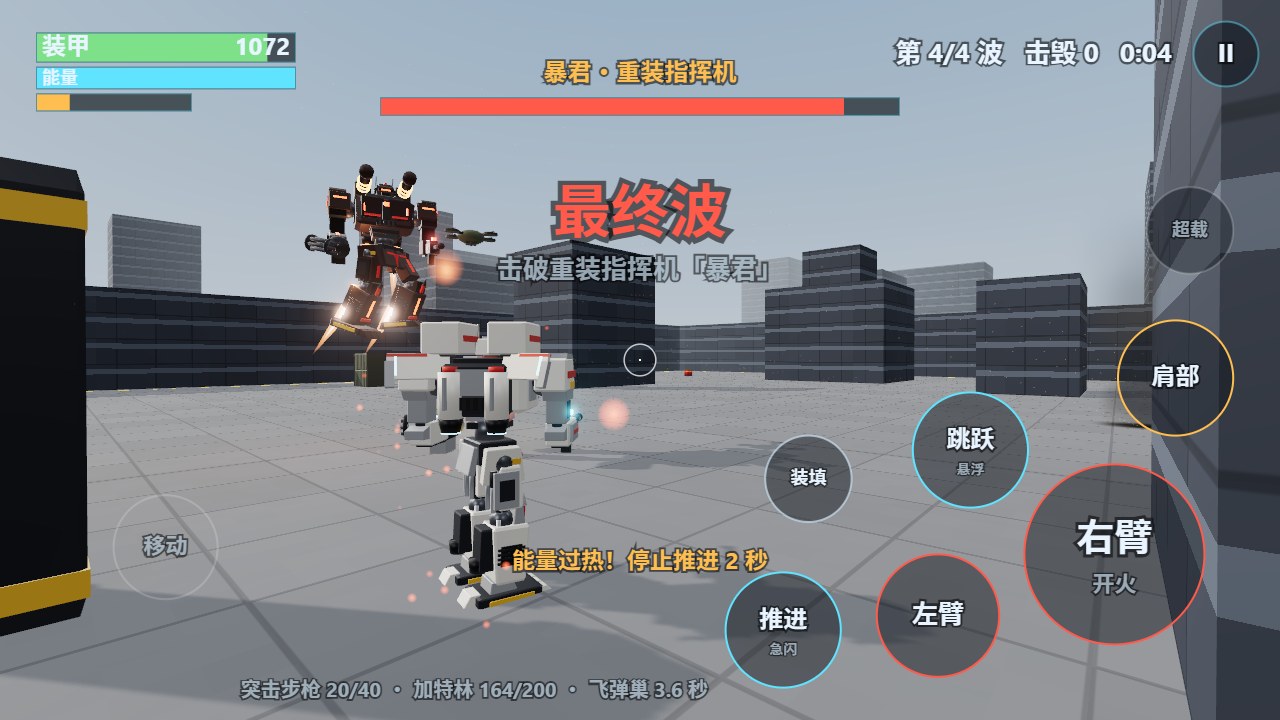 装甲 1072
能量
暴君·重装指挥机
第 4/4 波 击毁 0 0:04
最终波
击破重装指挥机「暴君」
超载
肩部
跳跃
悬浮
装填
右臂
开火
移动
能量过热！停止推进 2 秒
推进
急闪
左臂
突击步枪 20/40 · 加特林 164/200 · 飞弹巢 3.6 秒